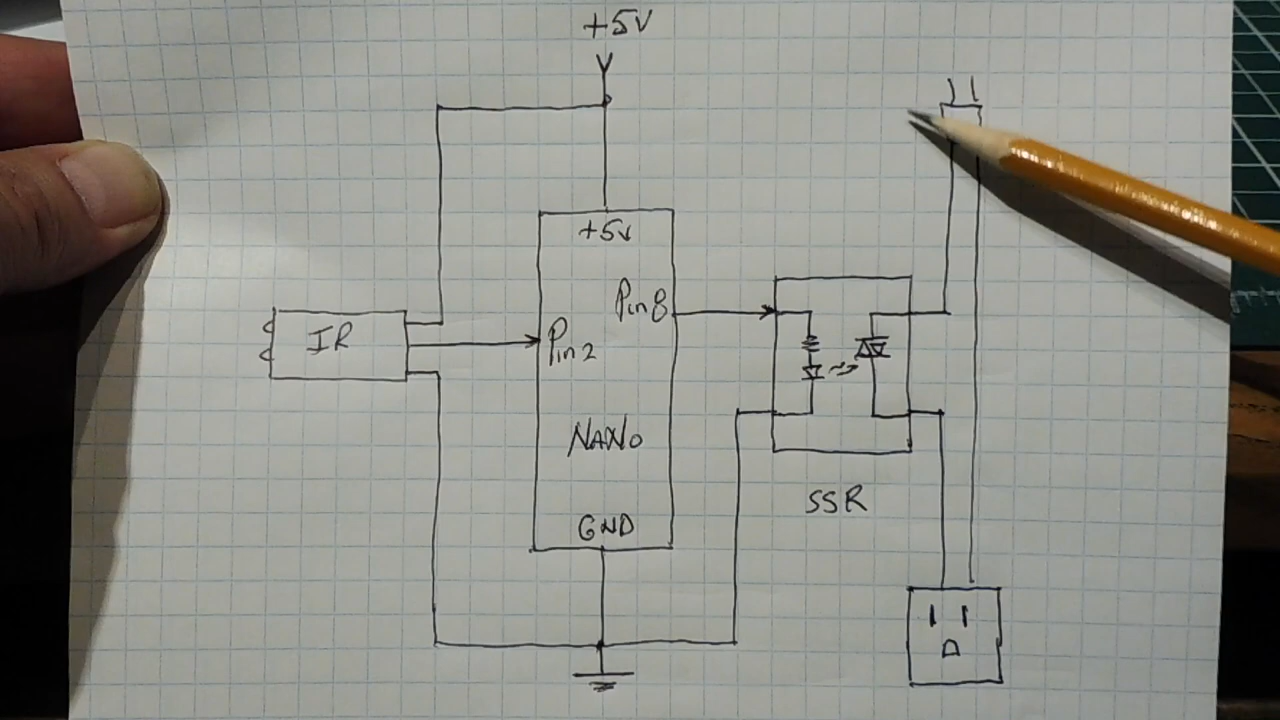 +5V
+5V
Pin 8
IR
Pin 2
NANO
SSR
GND